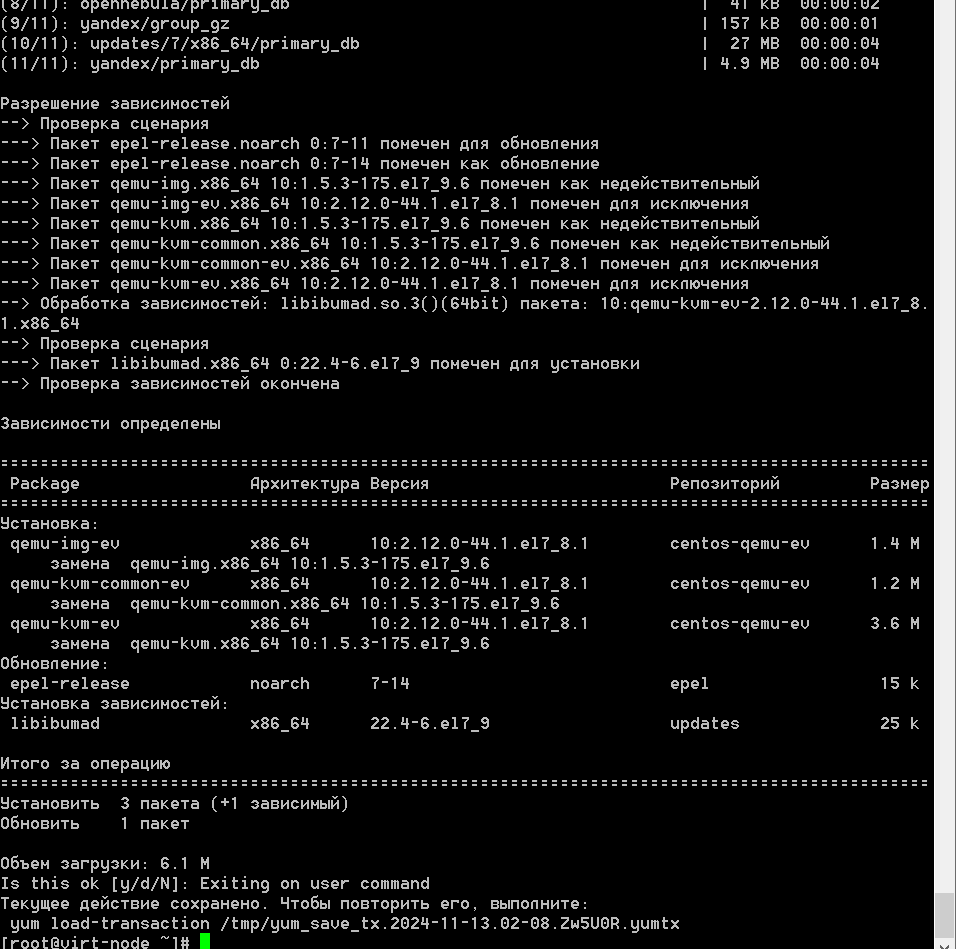 (8/11): opennebula/primary_db | 41 kB 00:00:02
(9/11): yandex/group_gz | 157 kB 00:00:01
(10/11): updates/7/x86_64/primary_db | 27 MB 00:00:04
(11/11): yandex/primary_db | 4.9 MB 00:00:04
Разрешение зависимостей
--> Проверка сценария
---> Пакет epel-release.noarch 0:7-11 помечен для обновления
---> Пакет epel-release.noarch 0:7-14 помечен как обновление
---> Пакет qemu-img.x86_64 10:1.5.3-175.el7_9.6 помечен как недействительный
---> Пакет qemu-img-ev.x86_64 10:2.12.0-44.1.el7_8.1 помечен для исключения
---> Пакет qemu-kvm.x86_64 10:1.5.3-175.el7_9.6 помечен как недействительный
---> Пакет qemu-kvm-common.x86_64 10:1.5.3-175.el7_9.6 помечен как недействительный
---> Пакет qemu-kvm-common-ev.x86_64 10:2.12.0-44.1.el7_8.1 помечен для исключения
---> Пакет qemu-kvm-ev.x86_64 10:2.12.0-44.1.el7_8.1 помечен для исключения
--> Обработка зависимостей: libibumad.so.3()(64bit) пакета: 10:qemu-kvm-ev-2.12.0-44.1.el7_8.
1.x86_64
--> Проверка сценария
---> Пакет libibumad.x86_64 0:22.4-6.el7_9 помечен для установки
--> Проверка зависимостей окончена
Зависимости определены
Package Архитектура Версия Репозиторий Размер
Установка:
qemu-img-ev x86_64 10:2.12.0-44.1.el7_8.1 centos-qemu-ev 1.4 M
замена qemu-img.x86_64 10:1.5.3-175.el7_9.6
qemu-kvm-common-ev x86_64 10:2.12.0-44.1.el7_8.1 centos-qemu-ev 1.2 M
замена qemu-kvm-common.x86_64 10:1.5.3-175.el7_9.6
qemu-kvm-ev x86_64 10:2.12.0-44.1.el7_8.1 centos-qemu-ev 3.6 M
замена qemu-kvm.x86_64 10:1.5.3-175.el7_9.6
Обновление:
epel-release noarch 7-14 epel 15 k
Установка зависимостей:
libibumad x86_64 22.4-6.el7_9 updates 25 k
Итого за операцию
Установить 3 пакета (+1 зависимый)
Обновить 1 пакет
Объем загрузки: 6.1 M
Is this ok [y/d/N]: Exiting on user command
Текущее действие сохранено. Чтобы повторить его, выполните:
yum load-transaction /tmp/yum_save_tx.2024-11-13.02-08.Zw5U0R.yumtx
[root@virt-node ~]#